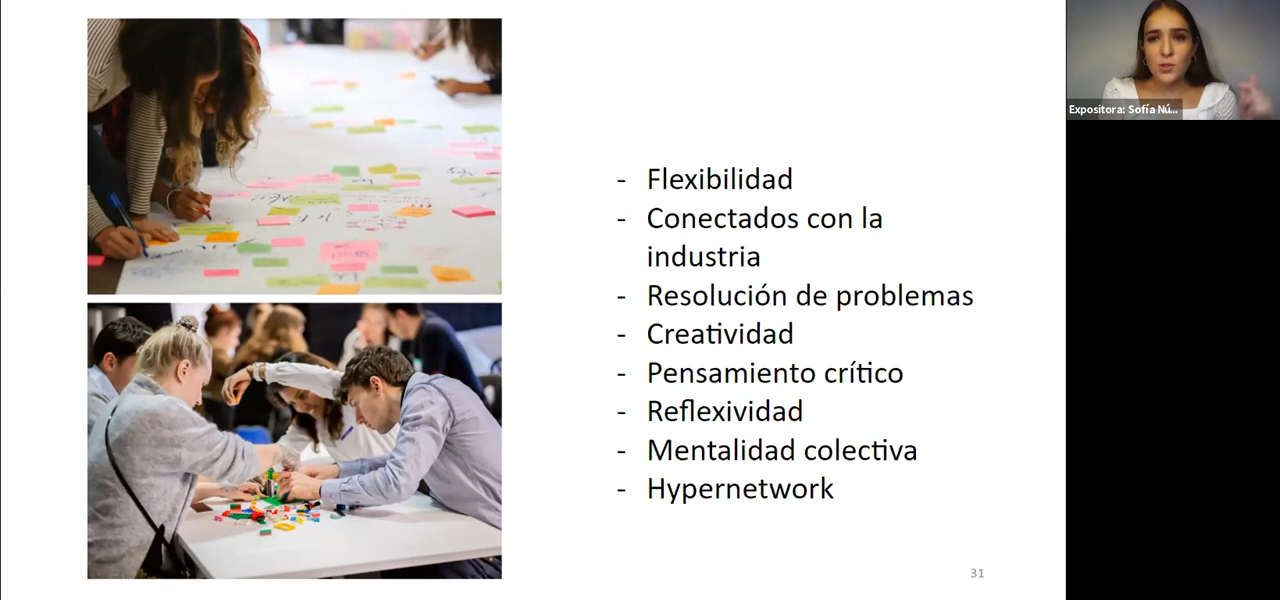 - Flexibilidad
- Conectados con la
industria
- Resolución de problemas
- Creatividad
- Pensamiento crítico
- Reflexividad
- Mentalidad colectiva
- Hypernetwork
31
Expositora: Sofía Nú...